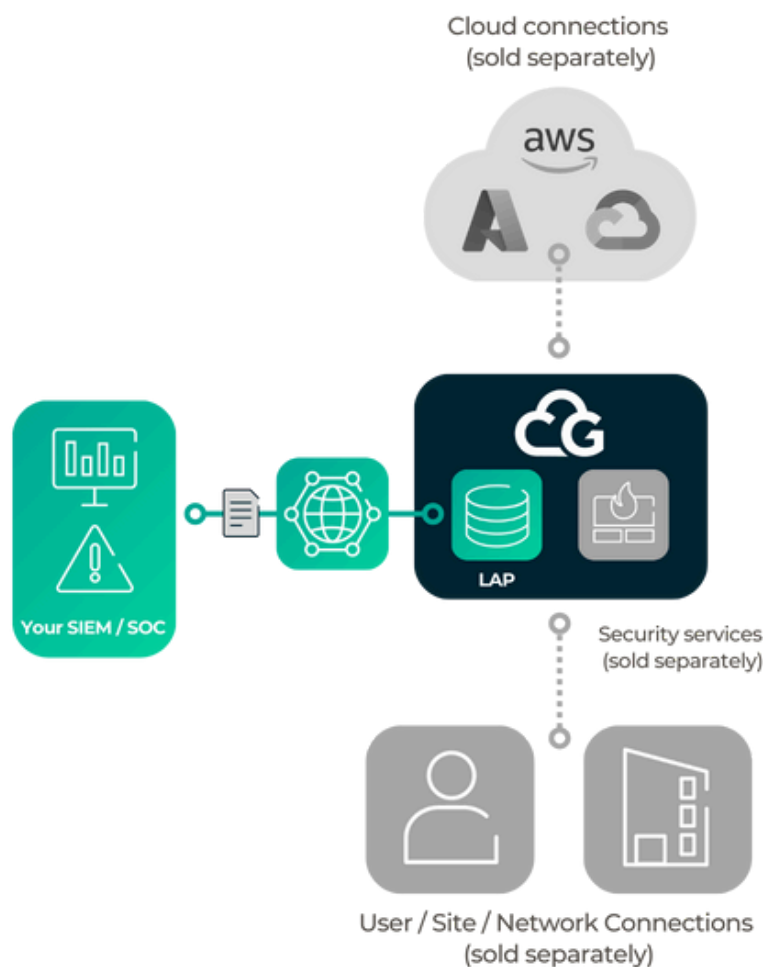 Cloud connections
(sold separately)
aws
CG
LAP
Your SIEM / SOC
Security services
(sold separately)
User / Site / Network Connections
(sold separately)